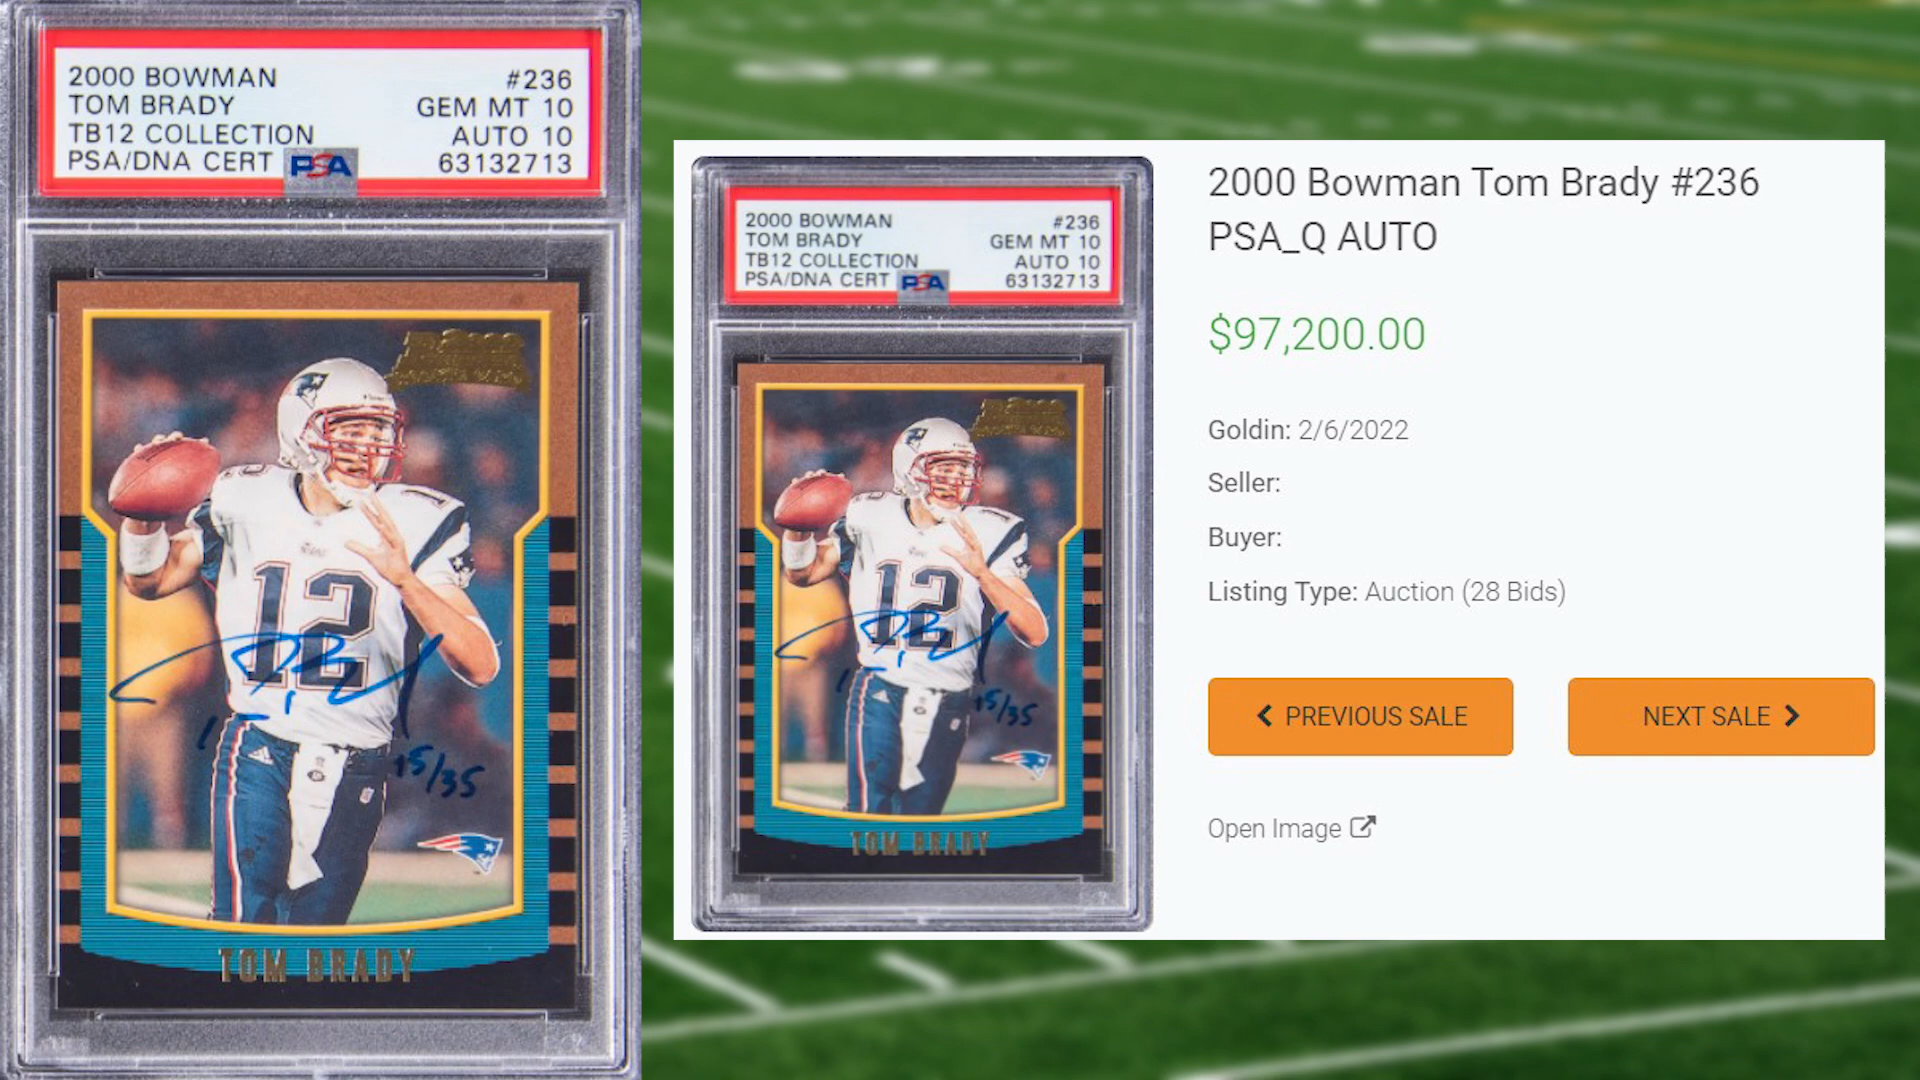 2000 BOWMAN #236
TOM BRADY GEM MT 10
TB12 COLLECTION AUTO 10
PSA/DNA CERT PSA 63132713
12
15/35
TOM BRADY
2000 BOWMAN #236
TOM BRADY GEM MT 10
TB12 COLLECTION AUTO 10
PSA/DNA CERT PSA 63132713
12
15/35
TOM BRADY
2000 Bowman Tom Brady #236
PSA_Q AUTO
$97,200.00
Goldin: 2/6/2022
Seller:
Buyer:
Listing Type: Auction (28 Bids)
PREVIOUS SALE
NEXT SALE
Open Image